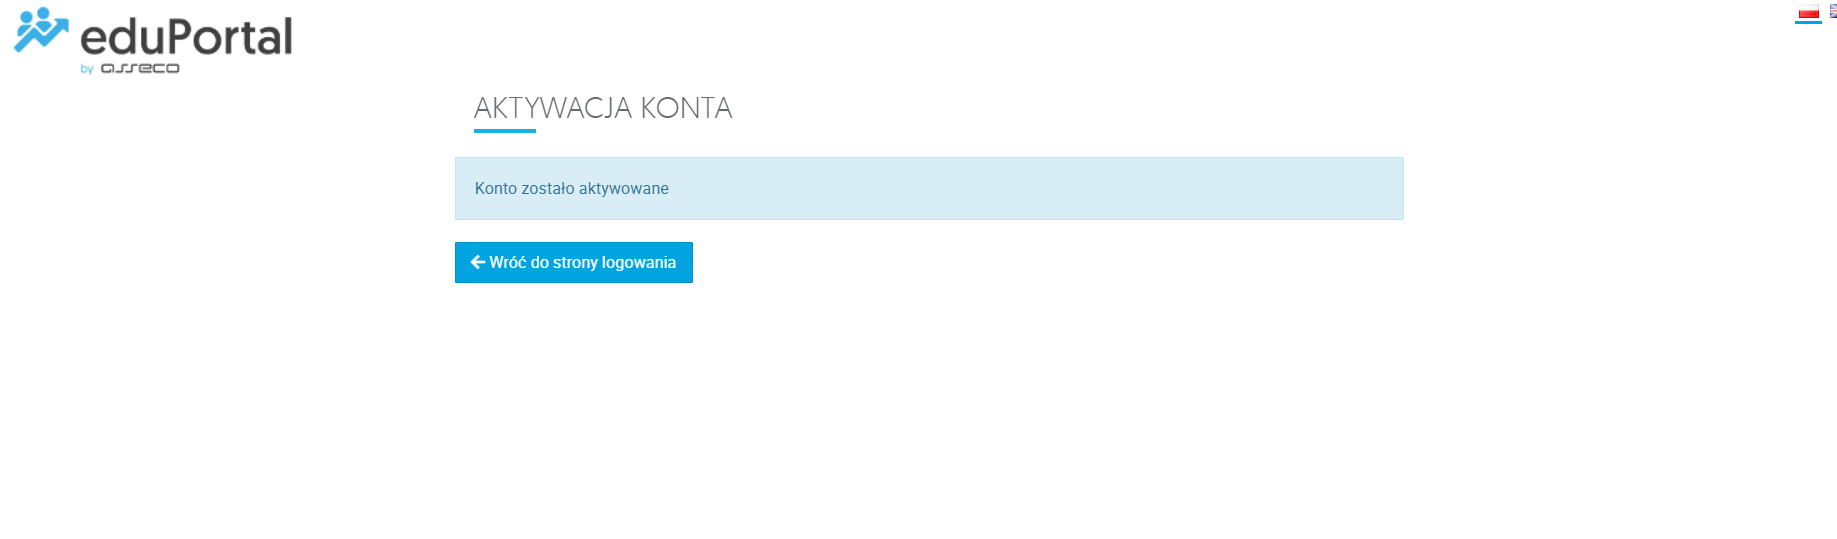 eduPortal
by asseco
AKTYWACJA KONTA
Konto zostało aktywowane
Wróć do strony logowania